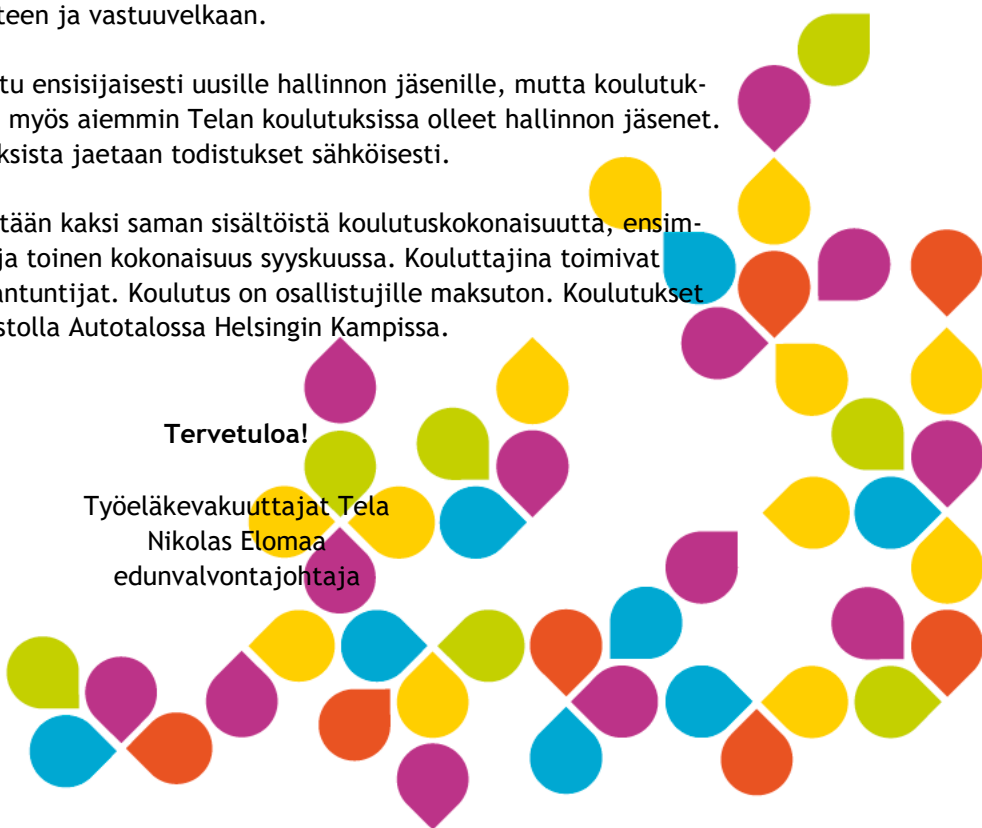 teen ja vastuuvelkaan.
tu ensisijaisesti uusille hallinnon jäsenille, mutta koulutuk-
myös aiemmin Telan koulutuksissa olleet hallinnon jäsenet.
ksista jaetaan todistukset sähköisesti.
tään kaksi saman sisältöistä koulutuskokonaisuutta, ensim-
ja toinen kokonaisuus syyskuussa. Kouluttajina toimivat
antuntijat. Koulutus on osallistujille maksuton. Koulutukset
stolla Autotalossa Helsingin Kampissa.
Tervetuloa!
Työeläkevakuuttajat Tela
Nikolas Elomaa
edunvalvontajohtaja